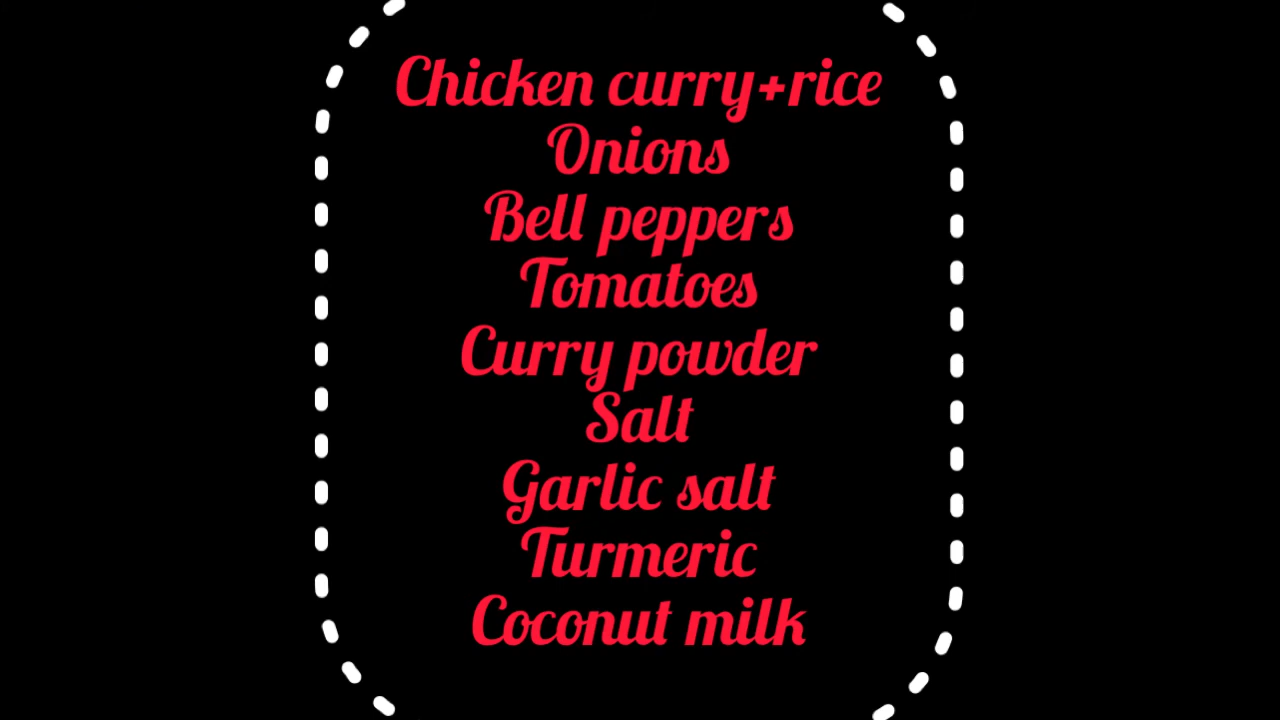 Chicken curry+rice
Onions
Bell peppers
Tomatoes
Curry powder
Salt
Garlic salt
Turmeric
Coconut milk